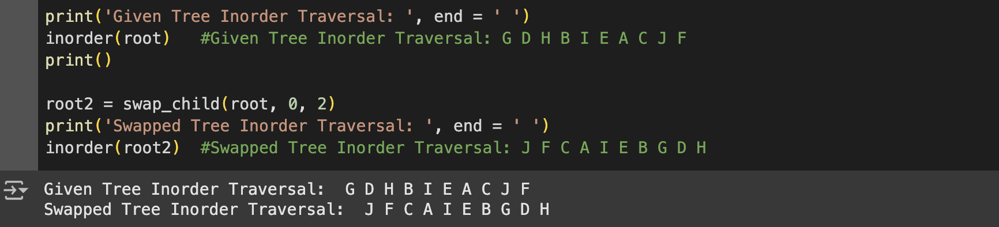 print('Given Tree Inorder Traversal: ', end = ' ')
inorder(root)   #Given Tree Inorder Traversal: G D H B I E A C J F
print()
root2 = swap_child(root, 0, 2)
print('Swapped Tree Inorder Traversal: ', end = ' ')
inorder(root2)  #Swapped Tree Inorder Traversal: J F C A I E B G D H
Given Tree Inorder Traversal:  G D H B I E A C J F
Swapped Tree Inorder Traversal:  J F C A I E B G D H